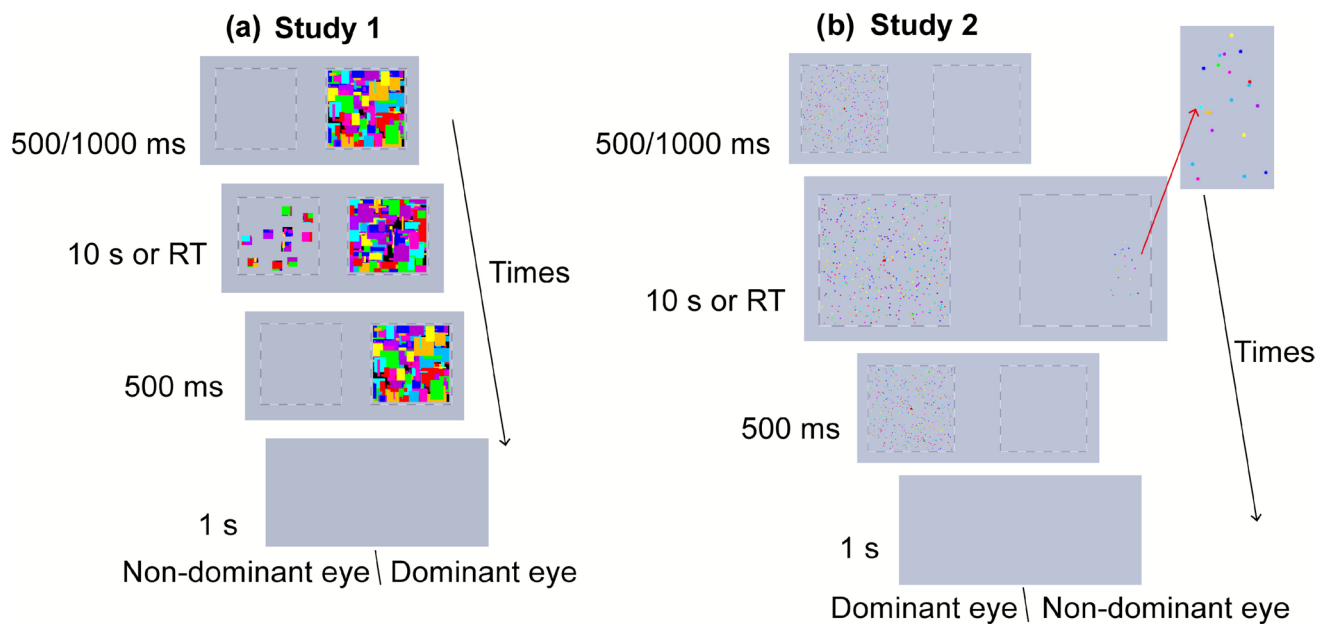 (a) Study 1
500/1000 ms
10 s or RT
Times
500 ms
1 s
Non-dominant eye \ Dominant eye
(b) Study 2
500/1000 ms
10 s or RT
Times
500 ms
1 s
Dominant eye \ Non-dominant eye